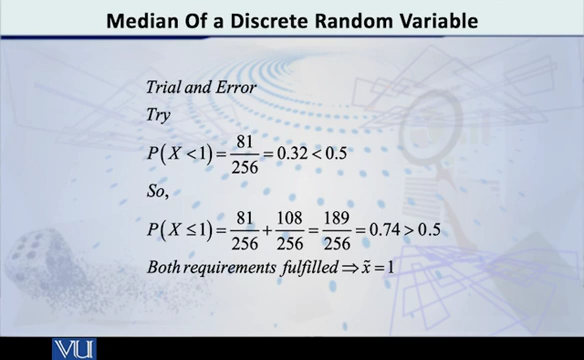 Median Of a Discrete Random Variable
Trial and Error
Try
P(X <1) = 81/256 = 0.32 < 0.5
So,
P(X ≤1) = 81/256 + 108/256 = 189/256 = 0.74 > 0.5
Both requirements fulfilled ⇒ x̃ = 1
VU